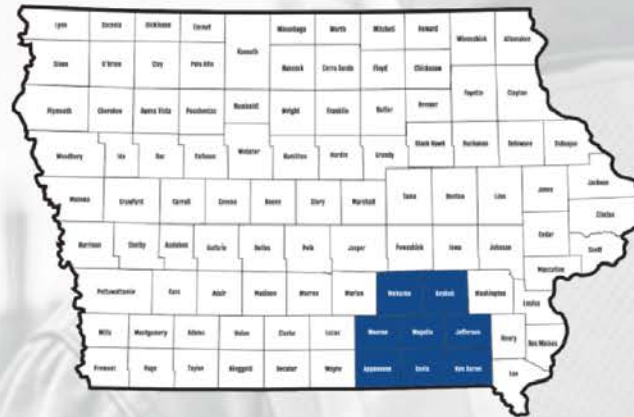 Lyon Osceola Dickinson Emmet Kossuth Winnebago Worth Mitchell Howard Winneshiek Allamakee
Sioux O'Brien Clay Palo Alto Hancock Cerro Gordo Floyd Chickasaw
Plymouth Cherokee Buena Vista Pocahontas Humboldt Wright Franklin Butler Bremer Fayette Clayton
Woodbury Ida Sac Calhoun Webster Hamilton Hardin Grundy Black Hawk Buchanan Delaware Dubuque
Monona Crawford Carroll Greene Boone Story Marshall Tama Benton Linn Jones Jackson
Clinton
Harrison Shelby Audubon Guthrie Dallas Polk Jasper Poweshiek Iowa Johnson Cedar Scott
Muscatine
Pottawattamie Cass Adair Madison Warren Marion Mahaska Keokuk Washington Louisa
Mills Montgomery Adams Union Clarke Lucas Monroe Wapello Jefferson Henry Des Moines
Fremont Page Taylor Ringgold Decatur Wayne Appanoose Davis Van Buren Lee